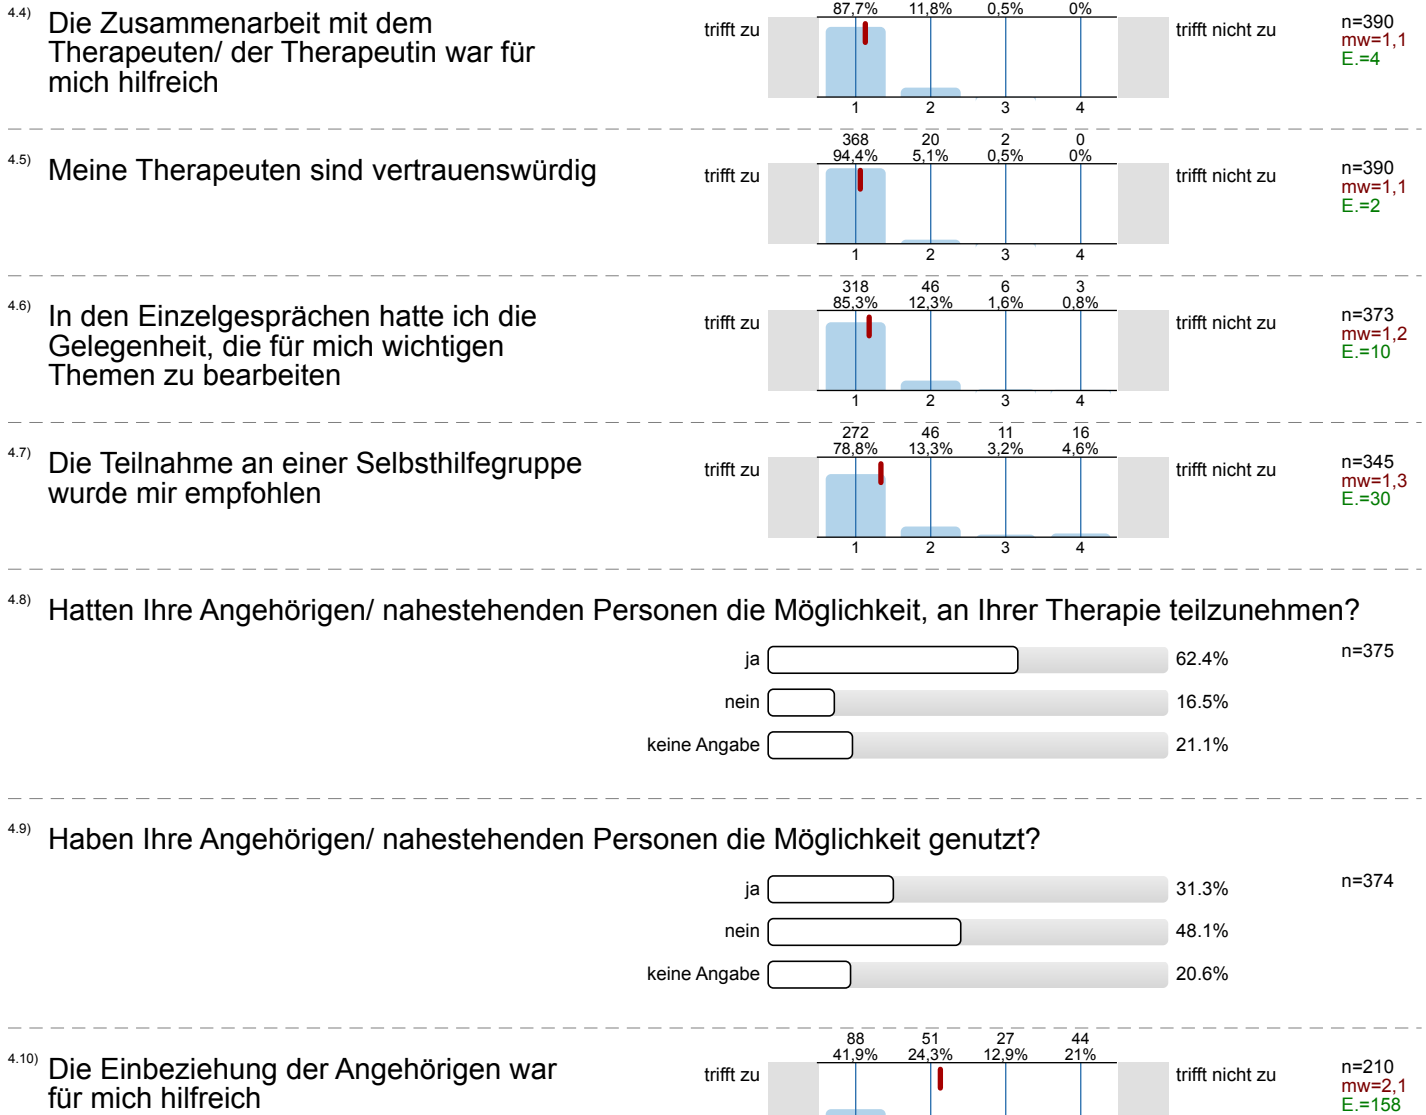 87,7% 11,8% 0,5% 0%
4.4) Die Zusammenarbeit mit dem
Therapeuten/ der Therapeutin war für
mich hilfreich
trifft zu
trifft nicht zu
n=390
mw=1,1
E.=4
1 2 3 4
368 20 2 0
94,4% 5,1% 0,5% 0%
4.5) Meine Therapeuten sind vertrauenswürdig
trifft zu
trifft nicht zu
n=390
mw=1,1
E.=2
1 2 3 4
318 46 6 3
85,3% 12,3% 1,6% 0,8%
4.6) In den Einzelgesprächen hatte ich die
Gelegenheit, die für mich wichtigen
Themen zu bearbeiten
trifft zu
trifft nicht zu
n=373
mw=1,2
E.=10
1 2 3 4
272 46 11 16
78,8% 13,3% 3,2% 4,6%
4.7) Die Teilnahme an einer Selbsthilfegruppe
wurde mir empfohlen
trifft zu
trifft nicht zu
n=345
mw=1,3
E.=30
1 2 3 4
4.8) Hatten Ihre Angehörigen/ nahestehenden Personen die Möglichkeit, an Ihrer Therapie teilzunehmen?
ja 62.4%
n=375
nein 16.5%
keine Angabe 21.1%
4.9) Haben Ihre Angehörigen/ nahestehenden Personen die Möglichkeit genutzt?
ja 31.3%
n=374
nein 48.1%
keine Angabe 20.6%
88 51 27 44
41,9% 24,3% 12,9% 21%
4.10) Die Einbeziehung der Angehörigen war
für mich hilfreich
trifft zu
trifft nicht zu
n=210
mw=2,1
E.=158